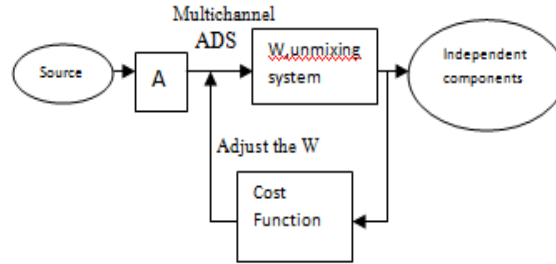 Multichannel
ADS
Source
A
W,unmixing
system
Independent
components
Adjust the W
Cost
Function